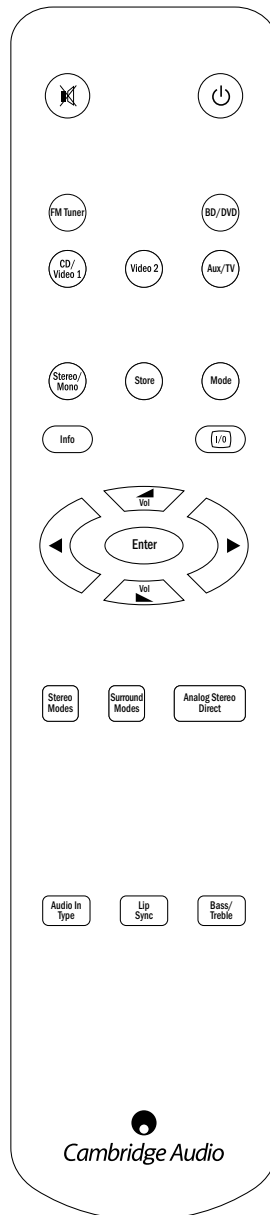 FM Tuner
BD/DVD
CD/
Video 1
Video 2
Aux/TV
Stereo/
Mono
Store
Mode
Info
I/O
Vol
Enter
Vol
Stereo
Modes
Surround
Modes
Analog Stereo
Direct
Audio In
Type
Lip
Sync
Bass/
Treble
Cambridge Audio